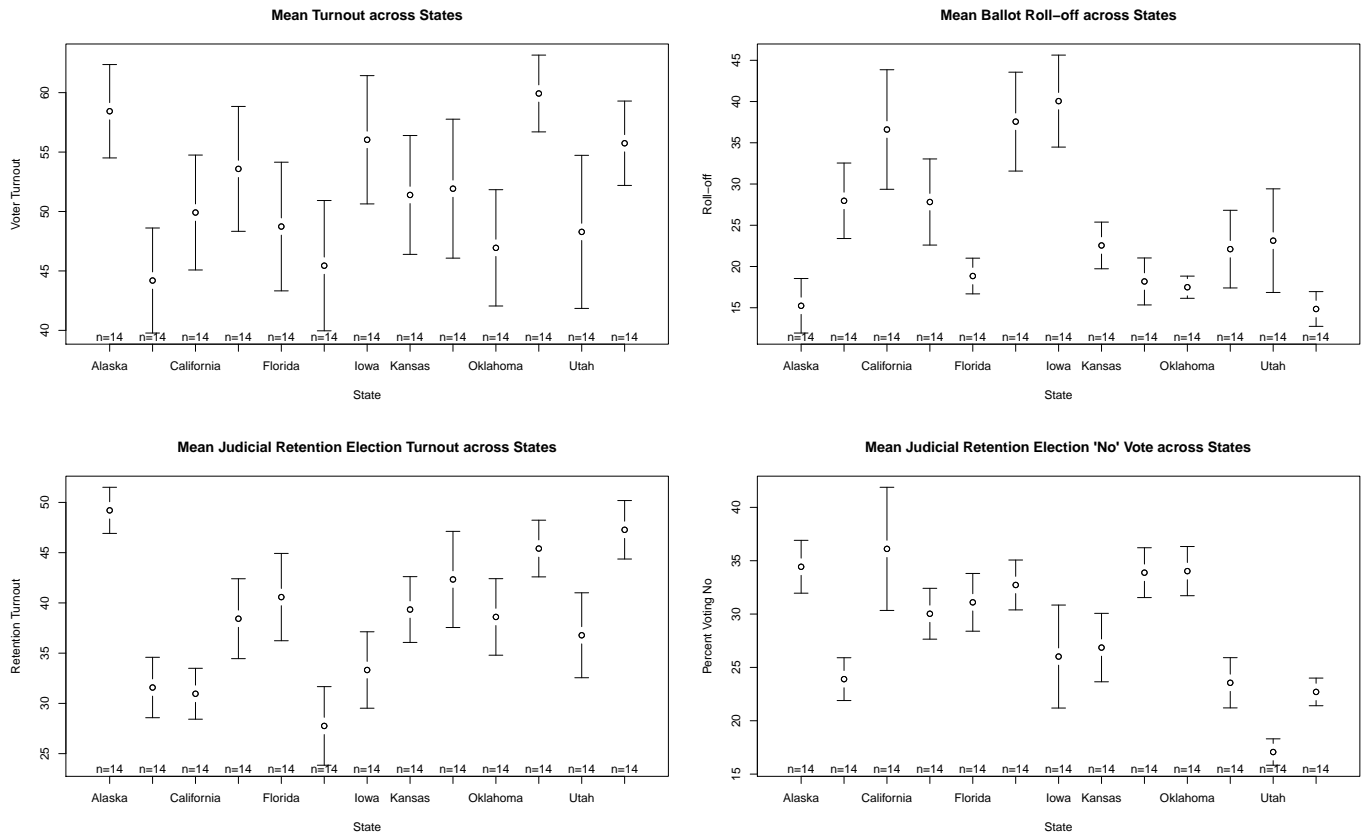 Mean Turnout across States
Voter Turnout
60
55
50
45
40
n=14 n=14 n=14 n=14 n=14 n=14 n=14 n=14 n=14 n=14 n=14 n=14 n=14
Alaska California Florida Iowa Kansas Oklahoma Utah
State
Mean Ballot Roll−off across States
Roll−off
45
40
35
30
25
20
15
n=14 n=14 n=14 n=14 n=14 n=14 n=14 n=14 n=14 n=14 n=14 n=14 n=14
Alaska California Florida Iowa Kansas Oklahoma Utah
State
Mean Judicial Retention Election Turnout across States
Retention Turnout
50
45
40
35
30
25
n=14 n=14 n=14 n=14 n=14 n=14 n=14 n=14 n=14 n=14 n=14 n=14 n=14
Alaska California Florida Iowa Kansas Oklahoma Utah
State
Mean Judicial Retention Election 'No' Vote across States
Percent Voting No
40
35
30
25
20
15
n=14 n=14 n=14 n=14 n=14 n=14 n=14 n=14 n=14 n=14 n=14 n=14 n=14
Alaska California Florida Iowa Kansas Oklahoma Utah
State